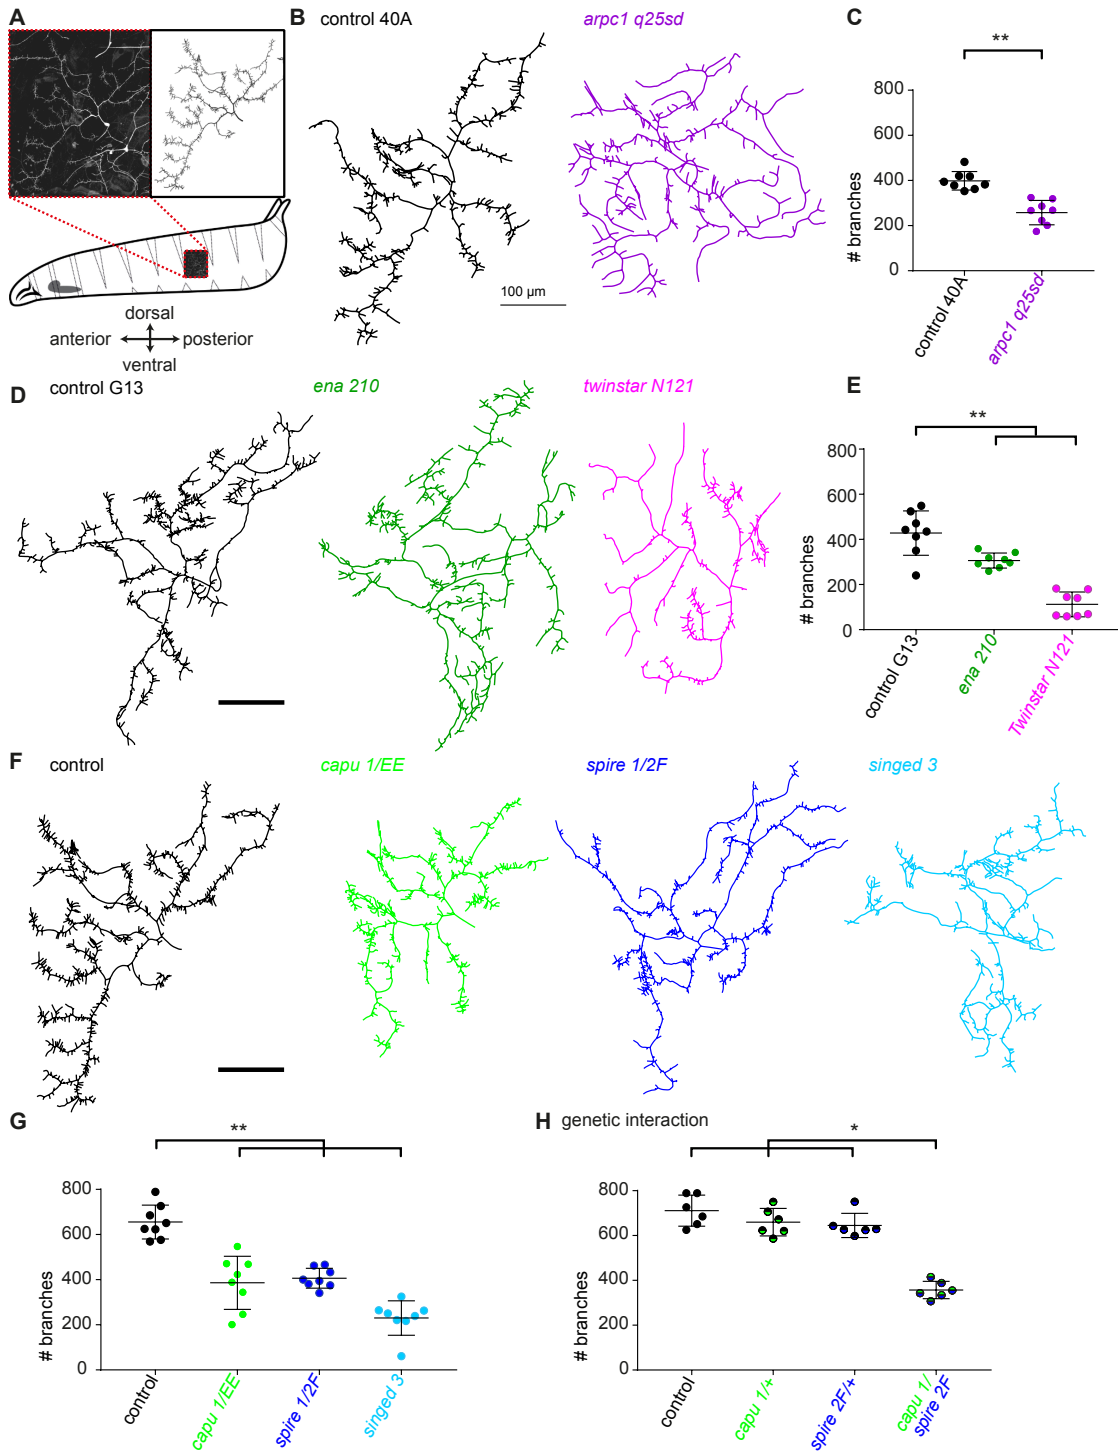 A
dorsal
anterior
posterior
ventral
B
control 40A
arpc1 q25sd
100 µm
C
**
800
600
400
200
0
# branches
control 40A
arpc1 q25sd
D
control G13
ena 210
twinstar N121
E
**
800
600
400
200
0
# branches
control G13
ena 210
Twinstar N121
F
control
capu 1/EE
spire 1/2F
singed 3
G
**
800
600
400
200
0
# branches
control
capu 1/EE
spire 1/2F
singed 3
H
genetic interaction
*
800
600
400
200
0
# branches
control
capu 1/+
spire 2F/+
capu 1/
spire 2F